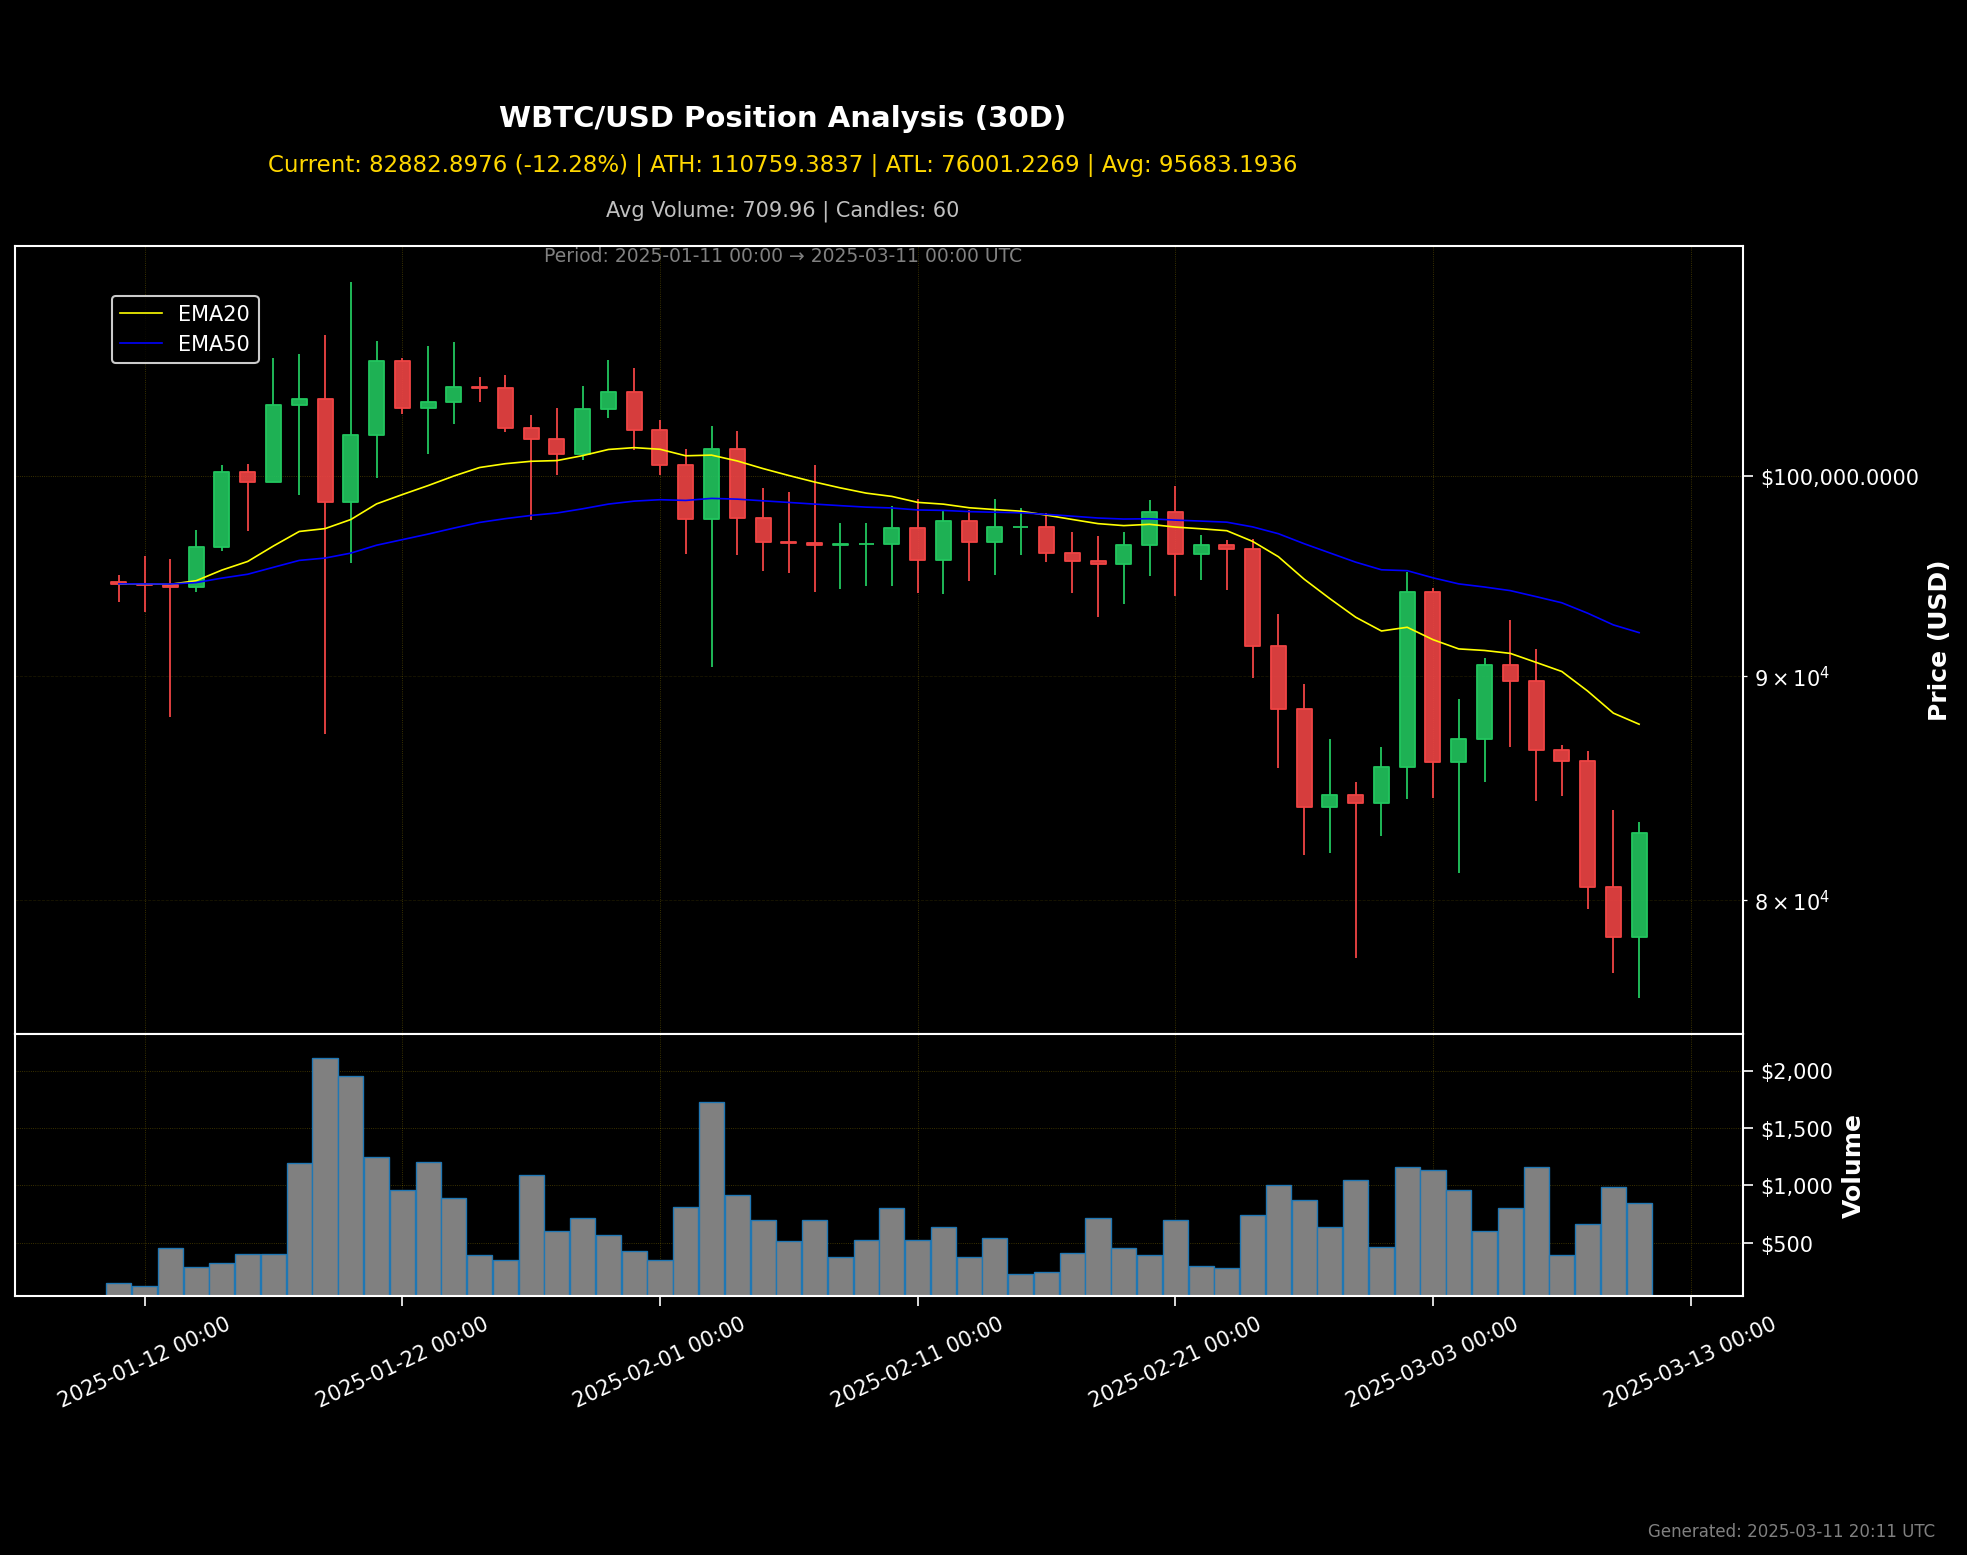 WBTC/USD Position Analysis (30D)
Current: 82882.8976 (-12.28%) | ATH: 110759.3837 | ATL: 76001.2269 | Avg: 95683.1936
Avg Volume: 709.96 | Candles: 60
Period: 2025-01-11 00:00 → 2025-03-11 00:00 UTC
EMA20
EMA50
$100,000.0000
9 × 10⁴
8 × 10⁴
Price (USD)
$2,000
$1,500
$1,000
$500
Volume
2025-01-12 00:00
2025-01-22 00:00
2025-02-01 00:00
2025-02-11 00:00
2025-02-21 00:00
2025-03-03 00:00
2025-03-13 00:00
Generated: 2025-03-11 20:11 UTC